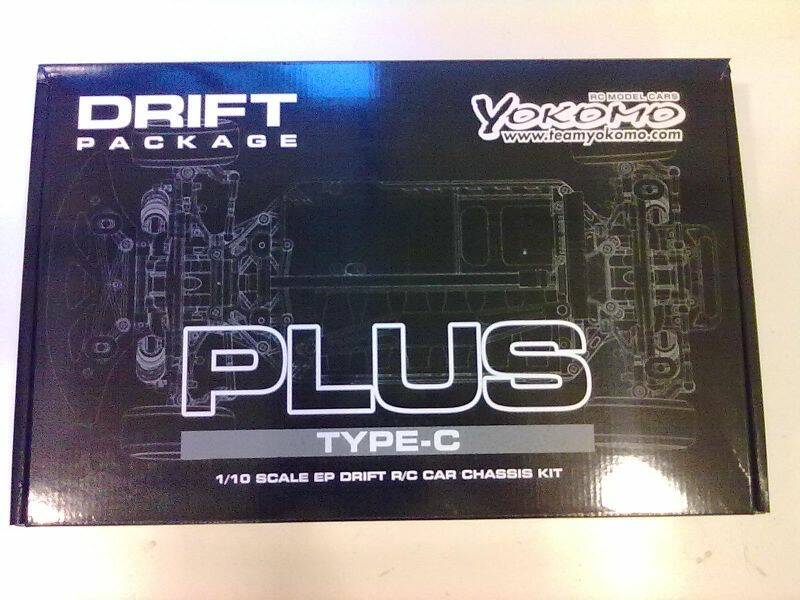 DRIFT
PACKAGE
RC MODEL CARS
YOKOMO
www.teamyokomo.com
PLUS
TYPE-C
1/10 SCALE EP DRIFT R/C CAR CHASSIS KIT